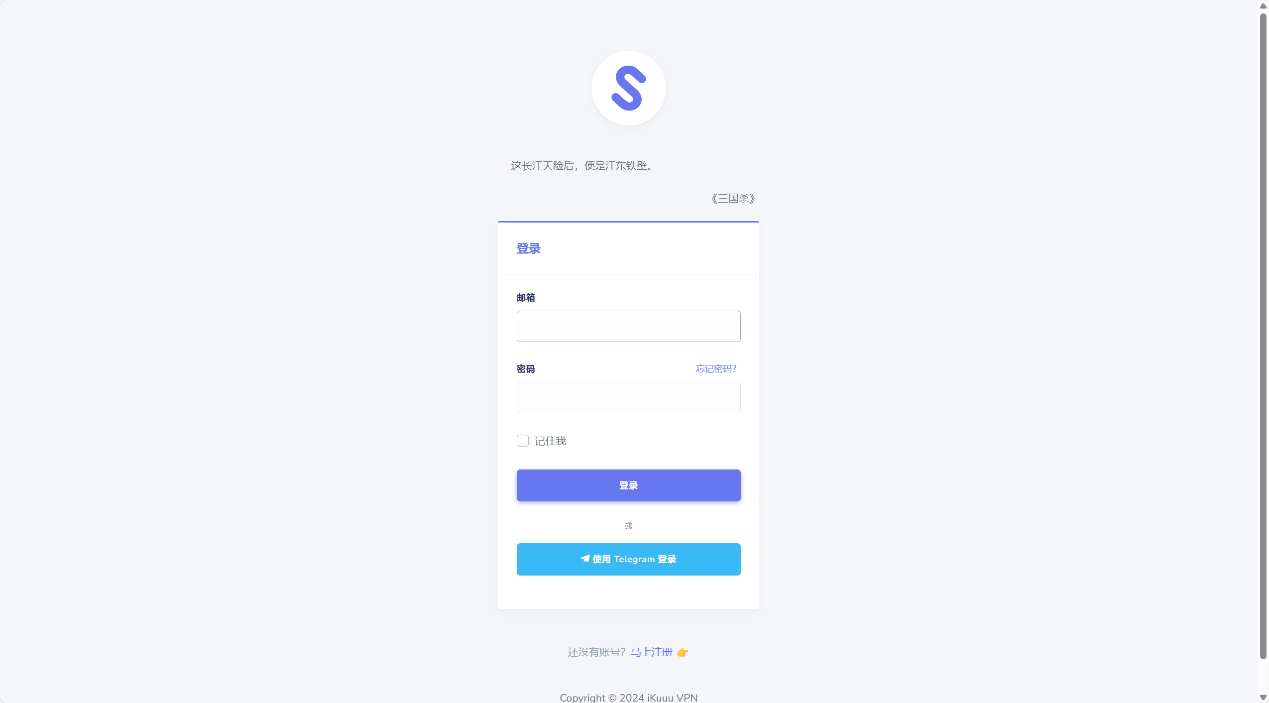 这长江天险后，便是江东铁壁。
《三国杀》
登录
邮箱
密码 忘记密码?
记住我
登录
或
使用 Telegram 登录
还没有账号? 马上注册 👉
Copyright © 2024 iKuuu VPN